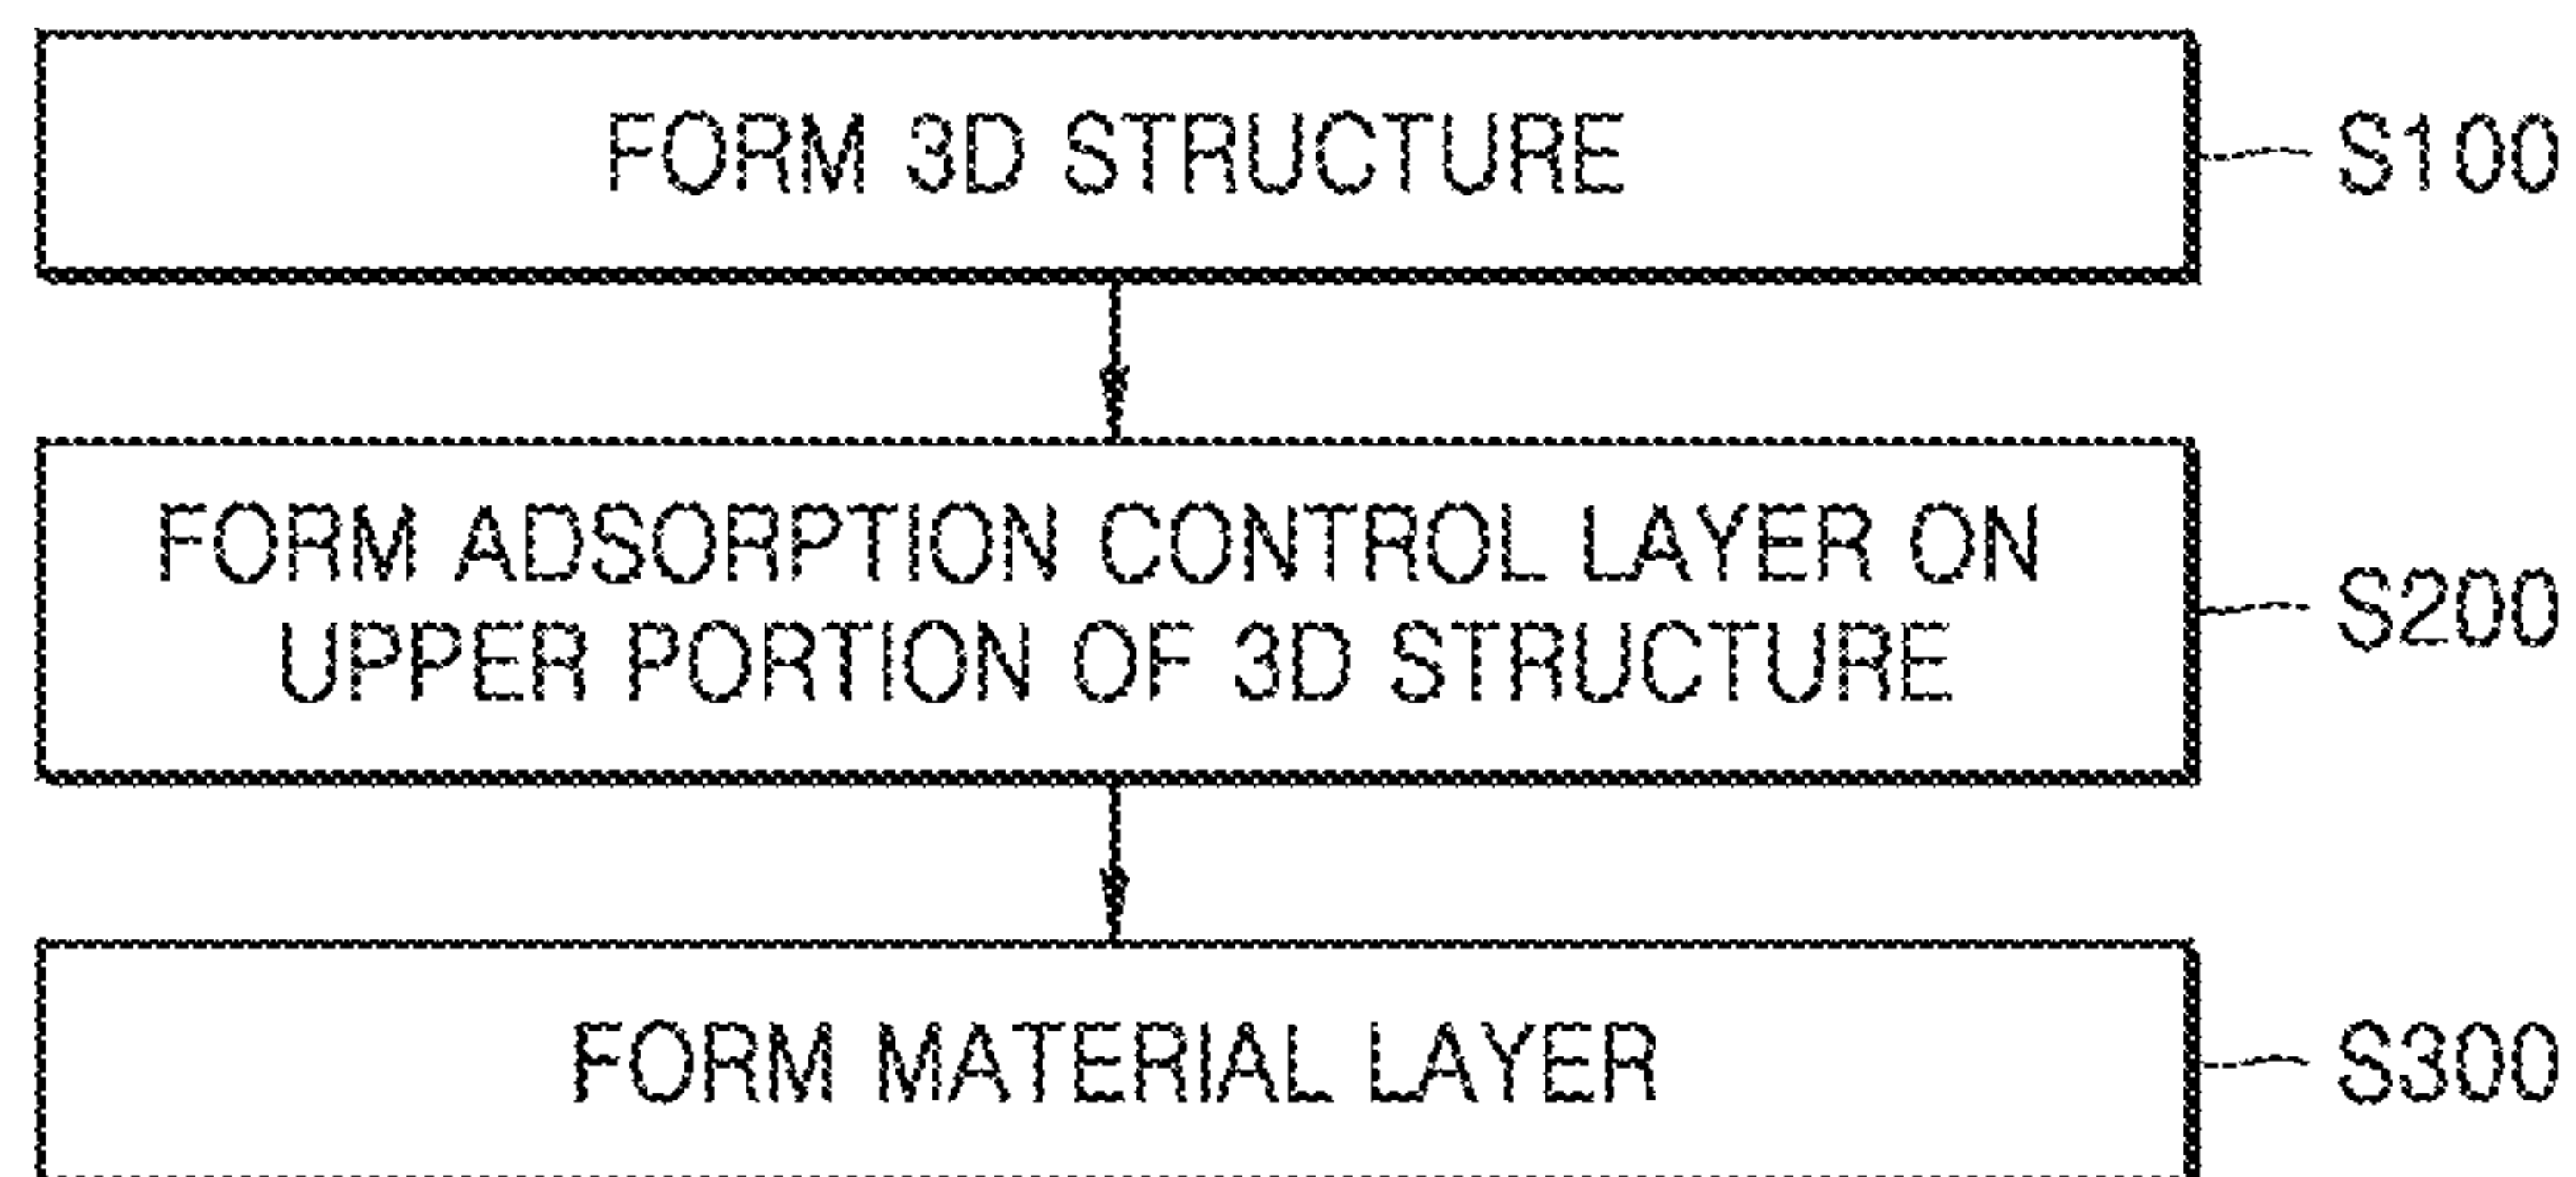 FORM 3D STRUCTURE
S100
FORM ADSORPTION CONTROL LAYER ON
UPPER PORTION OF 3D STRUCTURE
S200
FORM MATERIAL LAYER
S300